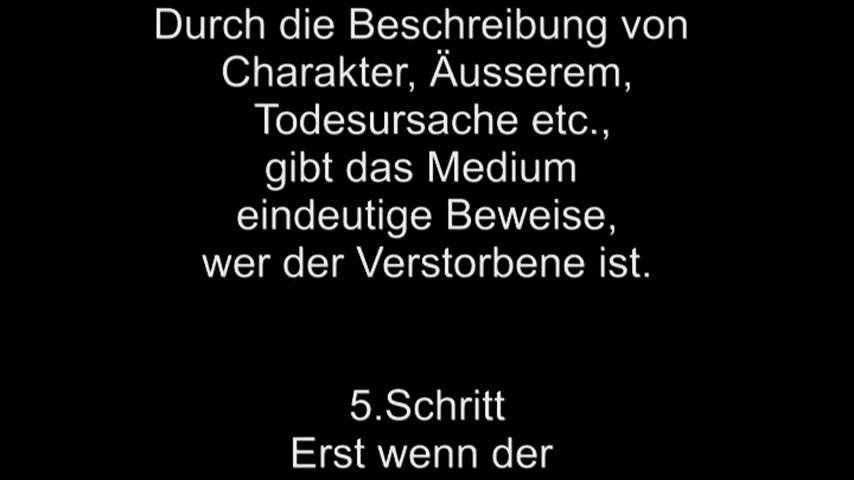 Durch die Beschreibung von
Charakter, Äusserem,
Todesursache etc.,
gibt das Medium
eindeutige Beweise,
wer der Verstorbene ist.
5.Schritt
Erst wenn der